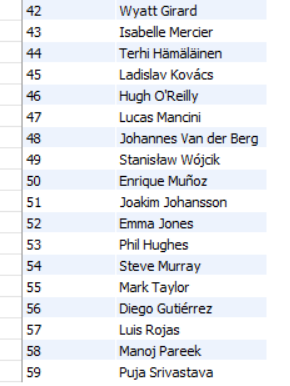 42 Wyatt Girard
43 Isabelle Mercier
44 Terhi Hämäläinen
45 Ladislav Kovács
46 Hugh O'Reilly
47 Lucas Mancini
48 Johannes Van der Berg
49 Stanisław Wójcik
50 Enrique Muñoz
51 Joakim Johansson
52 Emma Jones
53 Phil Hughes
54 Steve Murray
55 Mark Taylor
56 Diego Gutiérrez
57 Luis Rojas
58 Manoj Pareek
59 Puja Srivastava